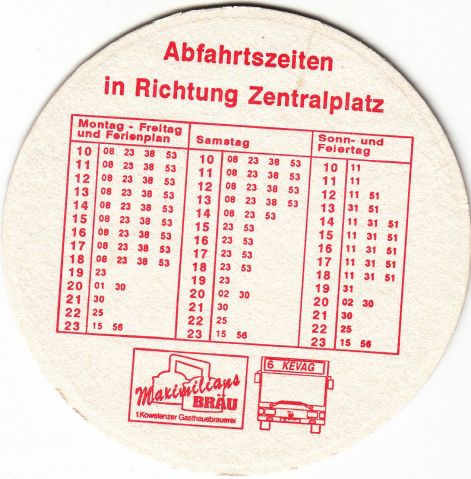 Abfahrtszeiten
in Richtung Zentralplatz
Montag - Freitag
und Ferienplan
10 08 23 38 53
11 08 23 38 53
12 08 23 38 53
13 08 23 38 53
14 08 23 38 53
15 08 23 38 53
16 08 23 38 53
17 08 23 38 53
18 08 23 38 53
19 23
20 01 30
21 30
22 25
23 15 56
Samstag
10 08 23 38 53
11 08 23 38 53
12 08 23 38 53
13 08 23 38 53
14 08 23 53
15 23 53
16 23 53
17 23 53
18 23 53
19 23
20 02 30
21 30
22 25
23 15 56
Sonn- und
Feiertag
10 11
11 11
12 11 51
13 31 51
14 11 31 51
15 11 31 51
16 11 31 51
17 11 31 51
18 11 31 51
19 31
20 02 30
21 30
22 25
23 15 56
Maximilians
BRÄU
1.Kowelenzer Gasthausbrauerei
6 KEVAG